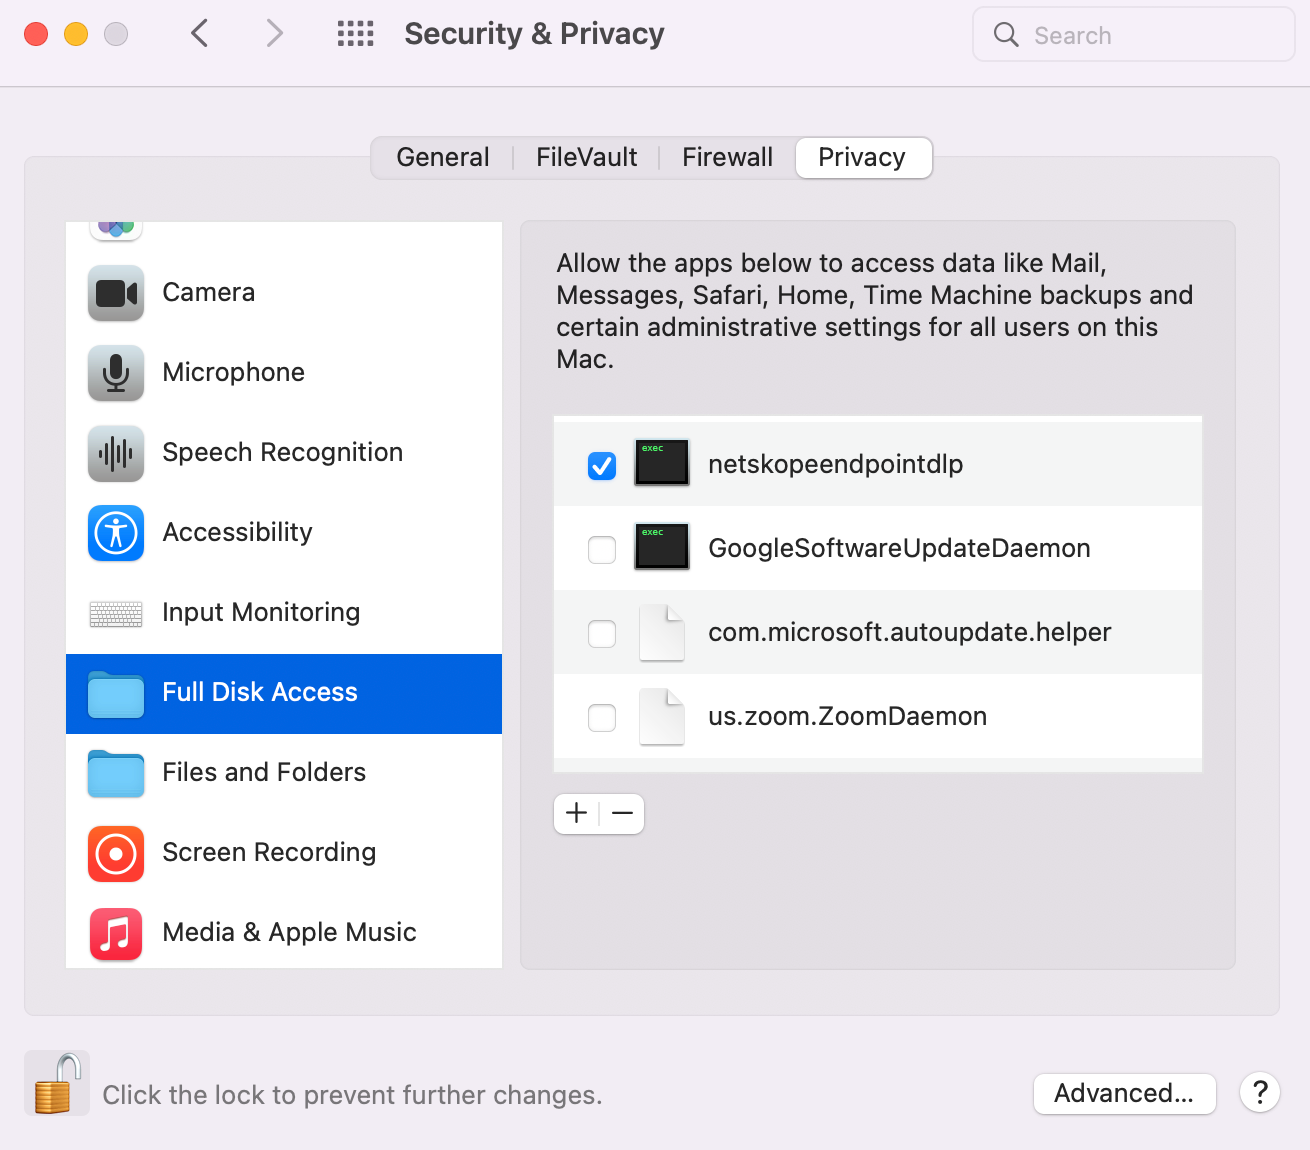 Security & Privacy
Search
General
FileVault
Firewall
Privacy
Camera
Microphone
Speech Recognition
Accessibility
Input Monitoring
Full Disk Access
Files and Folders
Screen Recording
Media & Apple Music
Allow the apps below to access data like Mail,
Messages, Safari, Home, Time Machine backups and
certain administrative settings for all users on this
Mac.
exec
netskopeendpointdlp
exec
GoogleSoftwareUpdateDaemon
com.microsoft.autoupdate.helper
us.zoom.ZoomDaemon
Click the lock to prevent further changes.
Advanced...
?